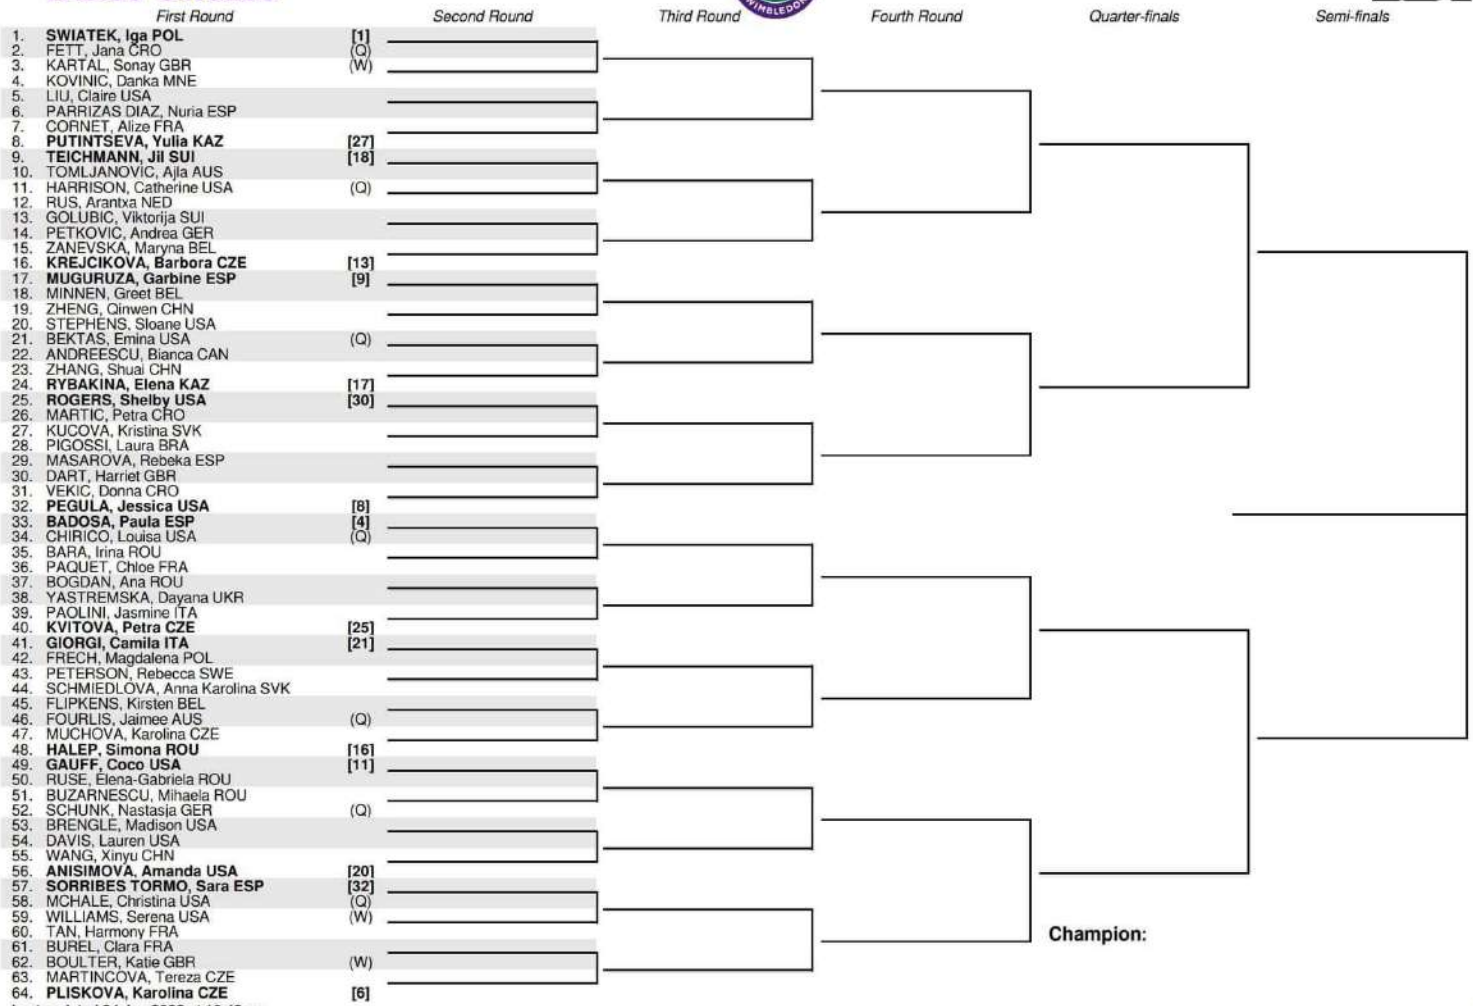 WIMBLEDON
First Round Second Round Third Round Fourth Round Quarter-finals Semi-finals
1. SWIATEK, Iga POL [1]
2. FETT, Jana CRO (Q)
3. KARTAL, Sonay GBR (W)
4. KOVINIC, Danka MNE
5. LIU, Claire USA
6. PARRIZAS DIAZ, Nuria ESP
7. CORNET, Alize FRA
8. PUTINTSEVA, Yulia KAZ [27]
9. TEICHMANN, Jil SUI [18]
10. TOMLJANOVIC, Ajla AUS
11. HARRISON, Catherine USA (Q)
12. RUS, Arantxa NED
13. GOLUBIC, Viktorija SUI
14. PETKOVIC, Andrea GER
15. ZANEVSKA, Maryna BEL
16. KREJCIKOVA, Barbora CZE [13]
17. MUGURUZA, Garbine ESP [9]
18. MINNEN, Greet BEL
19. ZHENG, Qinwen CHN
20. STEPHENS, Sloane USA
21. BEKTAS, Emina USA (Q)
22. ANDREESCU, Bianca CAN
23. ZHANG, Shuai CHN
24. RYBAKINA, Elena KAZ [17]
25. ROGERS, Shelby USA [30]
26. MARTIC, Petra CRO
27. KUCOVA, Kristina SVK
28. PIGOSSI, Laura BRA
29. MASAROVA, Rebeka ESP
30. DART, Harriet GBR
31. VEKIC, Donna CRO
32. PEGULA, Jessica USA [8]
33. BADOSA, Paula ESP [4]
34. CHIRICO, Louisa USA (Q)
35. BARA, Irina ROU
36. PAQUET, Chloe FRA
37. BOGDAN, Ana ROU
38. YASTREMSKA, Dayana UKR
39. PAOLINI, Jasmine ITA
40. KVITOVA, Petra CZE [25]
41. GIORGI, Camila ITA [21]
42. FRECH, Magdalena POL
43. PETERSON, Rebecca SWE
44. SCHMIEDLOVA, Anna Karolina SVK
45. FLIPKENS, Kirsten BEL
46. FOURLIS, Jaimee AUS (Q)
47. MUCHOVA, Karolina CZE
48. HALEP, Simona ROU [16]
49. GAUFF, Coco USA [11]
50. RUSE, Elena-Gabriela ROU
51. BUZARNESCU, Mihaela ROU
52. SCHUNK, Nastasja GER (Q)
53. BRENGLE, Madison USA
54. DAVIS, Lauren USA
55. WANG, Xinyu CHN
56. ANISIMOVA, Amanda USA [20]
57. SORRIBES TORMO, Sara ESP [32]
58. MCHALE, Christina USA (Q)
59. WILLIAMS, Serena USA (W)
60. TAN, Harmony FRA
61. BUREL, Clara FRA
62. BOULTER, Katie GBR (W)
63. MARTINCOVA, Tereza CZE
64. PLISKOVA, Karolina CZE [6]
Champion: